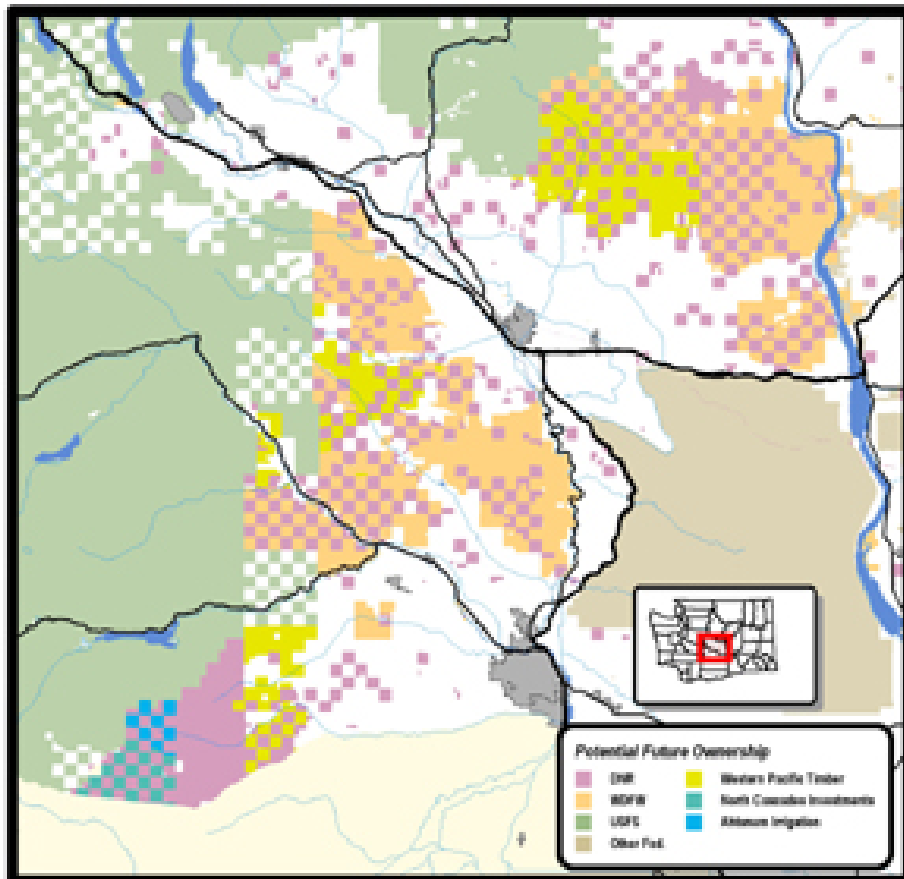 Potential Future Ownership
DNR
WDFW
USFS
Other Fed.
Western Pacific Timber
North Cascades Investments
Ahtanum Irrigation